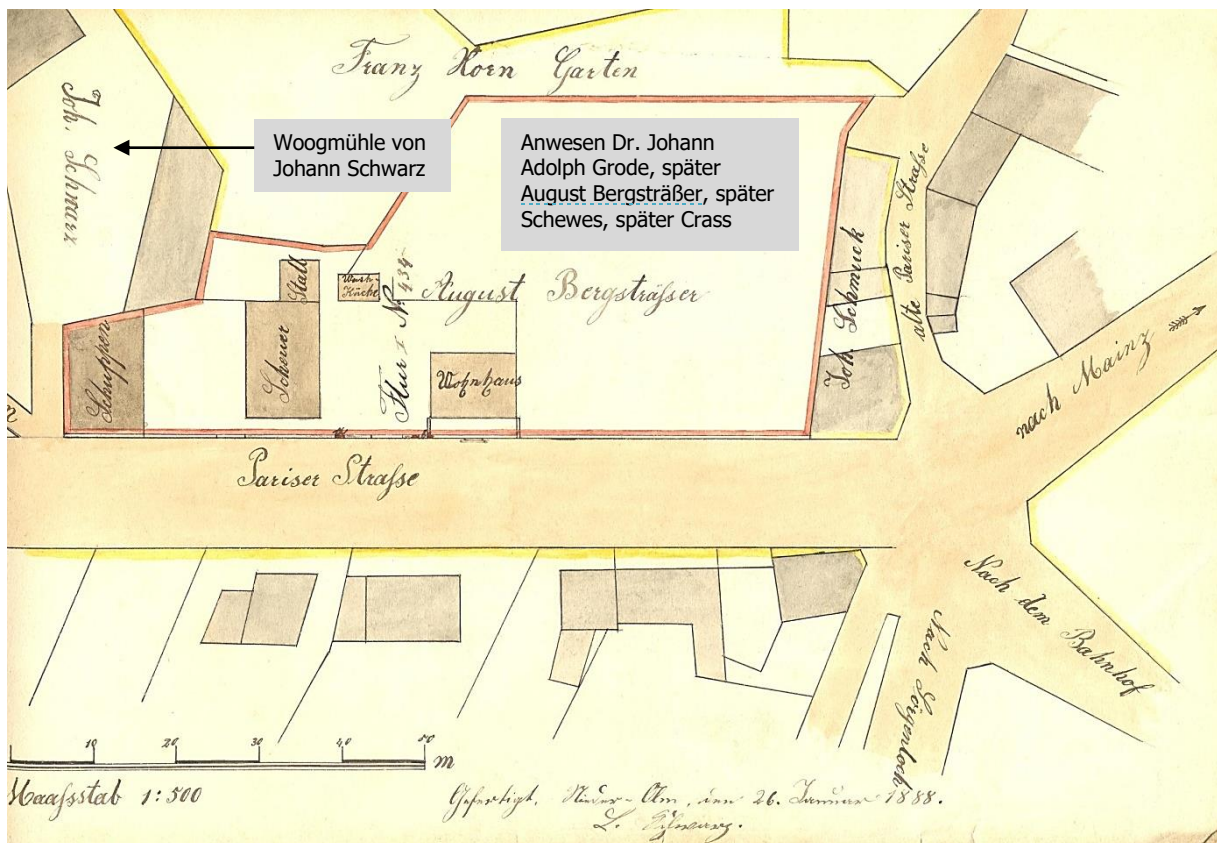 Franz Horn Garten
Joh. Schwarz
Woogmühle von
Johann Schwarz
Anwesen Dr. Johann
Adolph Grode, später
August Bergsträßer, später
Schewes, später Crass
alte Pariser Straße
Joh. Schmuck
Stall
Wasch-
Küche
Flur X No 434
August Bergsträsser
Schuppen
Scheuer
Wohnhaus
nach Mainz
Pariser Straße
Nach dem Bahnhof
Nach Sörgenloch
10 20 30 40 50 m
Maaßstab 1:500
Gefertigt, Nieder-Olm, den 26. Januar 1888.
L. Schwarz.